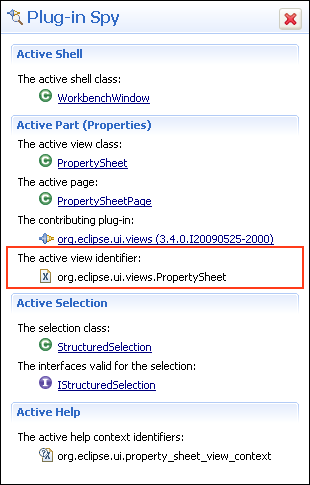 Plug-in Spy
Active Shell
The active shell class:
WorkbenchWindow
Active Part (Properties)
The active view class:
PropertySheet
The active page:
PropertySheetPage
The contributing plug-in:
org.eclipse.ui.views (3.4.0.I20090525-2000)
The active view identifier:
org.eclipse.ui.views.PropertySheet
Active Selection
The selection class:
StructuredSelection
The interfaces valid for the selection:
IStructuredSelection
Active Help
The active help context identifiers:
org.eclipse.ui.property_sheet_view_context